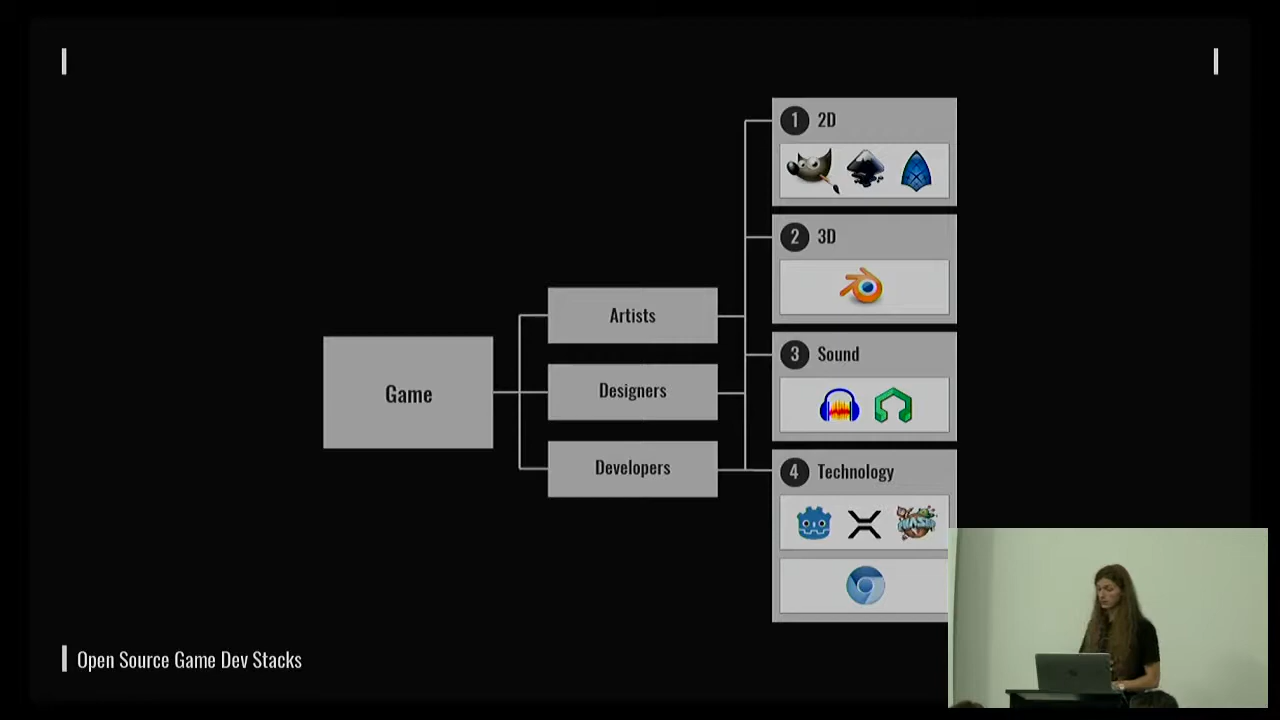 1 2D
2 3D
3 Sound
4 Technology
Artists
Designers
Developers
Game
Open Source Game Dev Stacks